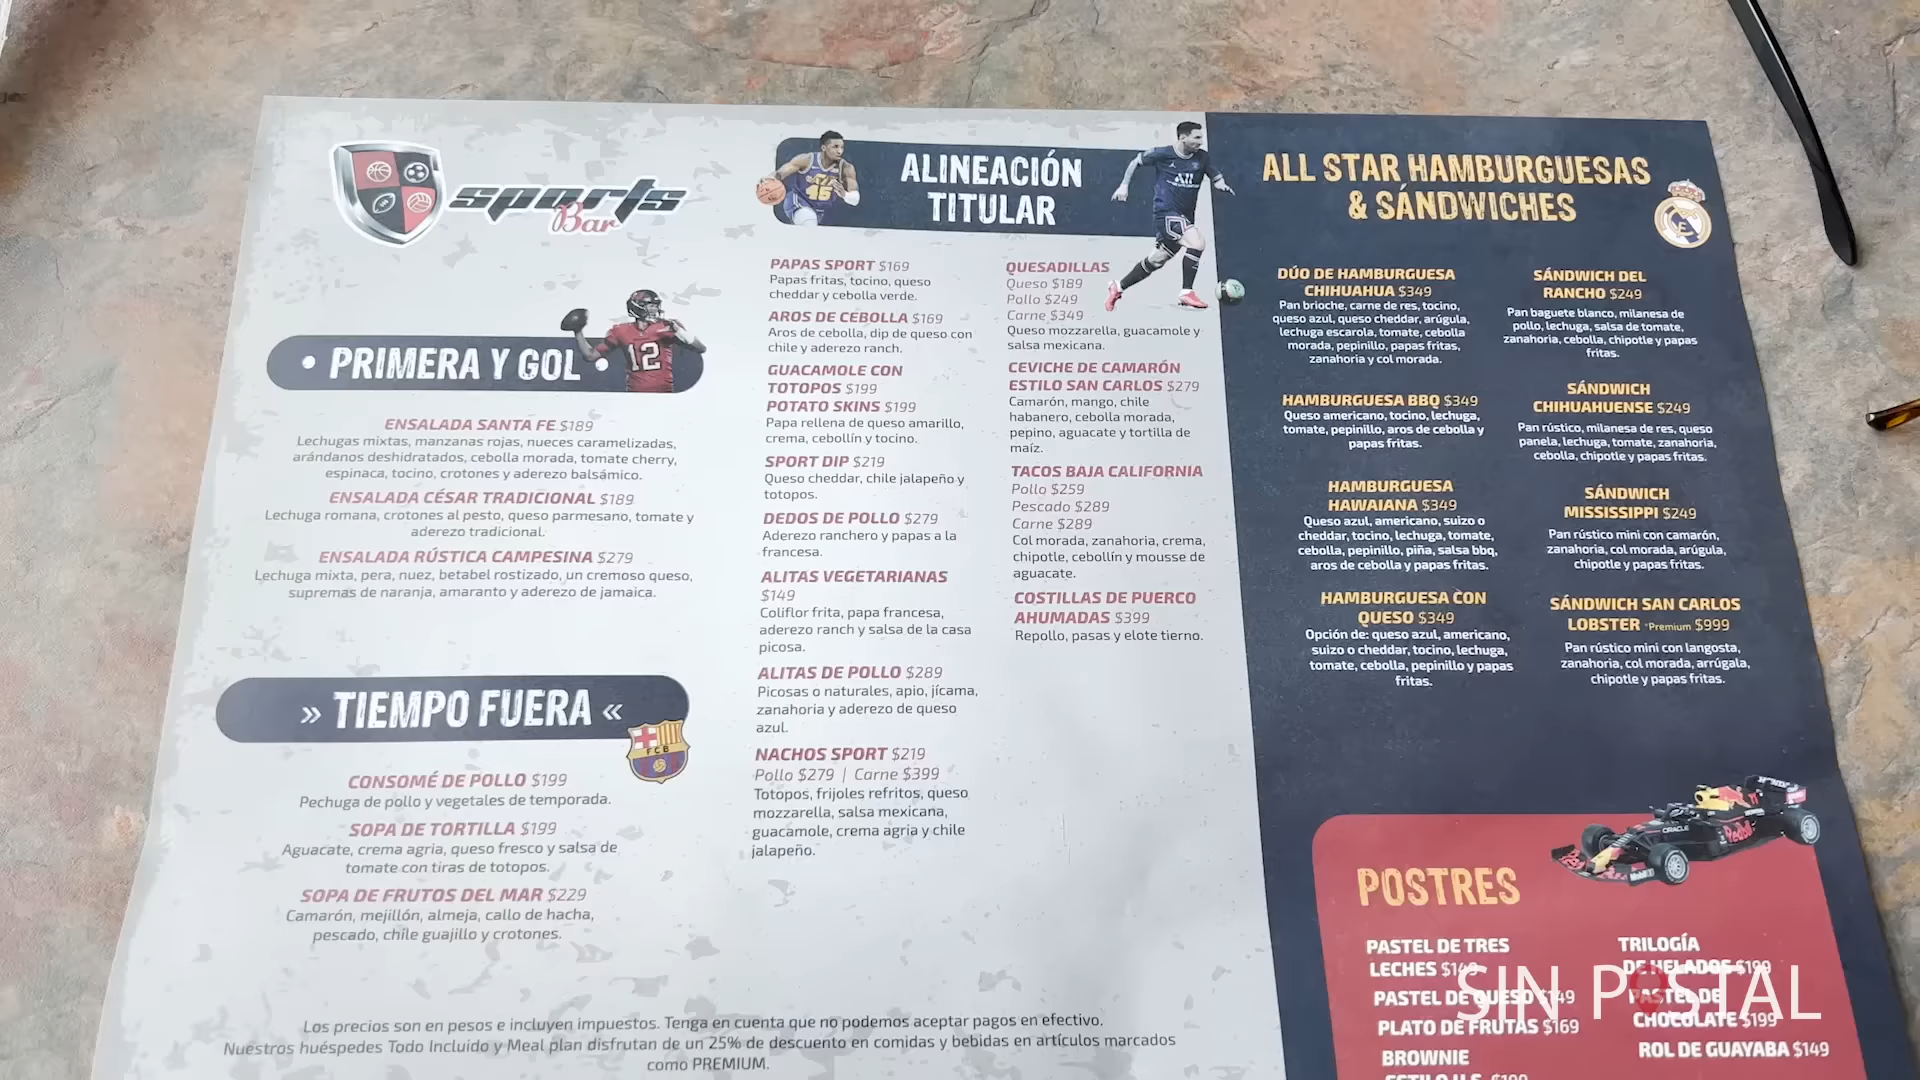 sports
Bar
• PRIMERA Y GOL •
12
ENSALADA SANTA FE $189
Lechugas mixtas, manzanas rojas, nueces caramelizadas,
arándanos deshidratados, cebolla morada, tomate cherry,
espinaca, tocino, crotones y aderezo balsámico.
ENSALADA CÉSAR TRADICIONAL $189
Lechuga romana, crotones al pesto, queso parmesano, tomate y
aderezo tradicional.
ENSALADA RÚSTICA CAMPESINA $279
Lechuga mixta, pera, nuez, betabel rostizado, un cremoso queso,
supremas de naranja, amaranto y aderezo de jamaica.
» TIEMPO FUERA «
FCB
CONSOMÉ DE POLLO $199
Pechuga de pollo y vegetales de temporada.
SOPA DE TORTILLA $199
Aguacate, crema agria, queso fresco y salsa de
tomate con tiras de totopos.
SOPA DE FRUTOS DEL MAR $229
Camarón, mejillón, almeja, callo de hacha,
pescado, chile guajillo y crotones.
ALINEACIÓN
TITULAR
45
PAPAS SPORT $169
Papas fritas, tocino, queso
cheddar y cebolla verde.
AROS DE CEBOLLA $169
Aros de cebolla, dip de queso con
chile y aderezo ranch.
GUACAMOLE CON
TOTOPOS $199
POTATO SKINS $199
Papa rellena de queso amarillo,
crema, cebollín y tocino.
SPORT DIP $219
Queso cheddar, chile jalapeño y
totopos.
DEDOS DE POLLO $279
Aderezo ranchero y papas a la
francesa.
ALITAS VEGETARIANAS
$149
Coliflor frita, papa francesa,
aderezo ranch y salsa de la casa
picosa.
ALITAS DE POLLO $289
Picosas o naturales, apio, jícama,
zanahoria y aderezo de queso
azul.
NACHOS SPORT $219
Pollo $279 | Carne $399
Totopos, frijoles refritos, queso
mozzarella, salsa mexicana,
guacamole, crema agria y chile
jalapeño.
QUESADILLAS
Queso $189
Pollo $249
Carne $349
Queso mozzarella, guacamole y
salsa mexicana.
CEVICHE DE CAMARÓN
ESTILO SAN CARLOS $279
Camarón, mango, chile
habanero, cebolla morada,
pepino, aguacate y tortilla de
maíz.
TACOS BAJA CALIFORNIA
Pollo $259
Pescado $289
Carne $289
Col morada, zanahoria, crema,
chipotle, cebollín y mousse de
aguacate.
COSTILLAS DE PUERCO
AHUMADAS $399
Repollo, pasas y elote tierno.
ALL STAR HAMBURGUESAS
& SÁNDWICHES
DÚO DE HAMBURGUESA
CHIHUAHUA $349
Pan brioche, carne de res, tocino,
queso azul, queso cheddar, arúgula,
lechuga escarola, tomate, cebolla
morada, pepinillo, papas fritas,
zanahoria y col morada.
HAMBURGUESA BBQ $349
Queso americano, tocino, lechuga,
tomate, pepinillo, aros de cebolla y
papas fritas.
HAMBURGUESA
HAWAIANA $349
Queso azul, americano, suizo o
cheddar, tocino, lechuga, tomate,
cebolla, pepinillo, piña, salsa bbq,
aros de cebolla y papas fritas.
HAMBURGUESA CON
QUESO $349
Opción de: queso azul, americano,
suizo o cheddar, tocino, lechuga,
tomate, cebolla, pepinillo y papas
fritas.
SÁNDWICH DEL
RANCHO $249
Pan baguete blanco, milanesa de
pollo, lechuga, salsa de tomate,
zanahoria, cebolla, chipotle y papas
fritas.
SÁNDWICH
CHIHUAHUENSE $249
Pan rústico, milanesa de res, queso
panela, lechuga, tomate, zanahoria,
cebolla, chipotle y papas fritas.
SÁNDWICH
MISSISSIPPI $249
Pan rústico mini con camarón,
zanahoria, col morada, arúgula,
chipotle y papas fritas.
SÁNDWICH SAN CARLOS
LOBSTER *Premium $999
Pan rústico mini con langosta,
zanahoria, col morada, arrúgala,
chipotle y papas fritas.
HONDA
ORACLE
Red Bull
Mobil 1
POSTRES
PASTEL DE TRES
LECHES $149
PASTEL DE QUESO $149
PLATO DE FRUTAS $169
BROWNIE
TRILOGÍA
DE HELADOS $199
PASTEL DE
CHOCOLATE $199
ROL DE GUAYABA $149
Los precios son en pesos e incluyen impuestos. Tenga en cuenta que no podemos aceptar pagos en efectivo.
Nuestros huéspedes Todo Incluido y Meal plan disfrutan de un 25% de descuento en comidas y bebidas en artículos marcados
como PREMIUM.
SIN POSTAL